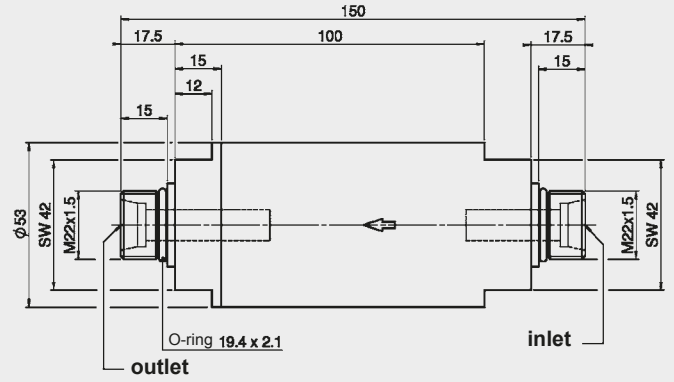 150
17.5
100
17.5
15
15
12
15
Ø53
SW 42
M22x1.5
M22x1.5
SW 42
O-ring 19.4 x 2.1
inlet
outlet